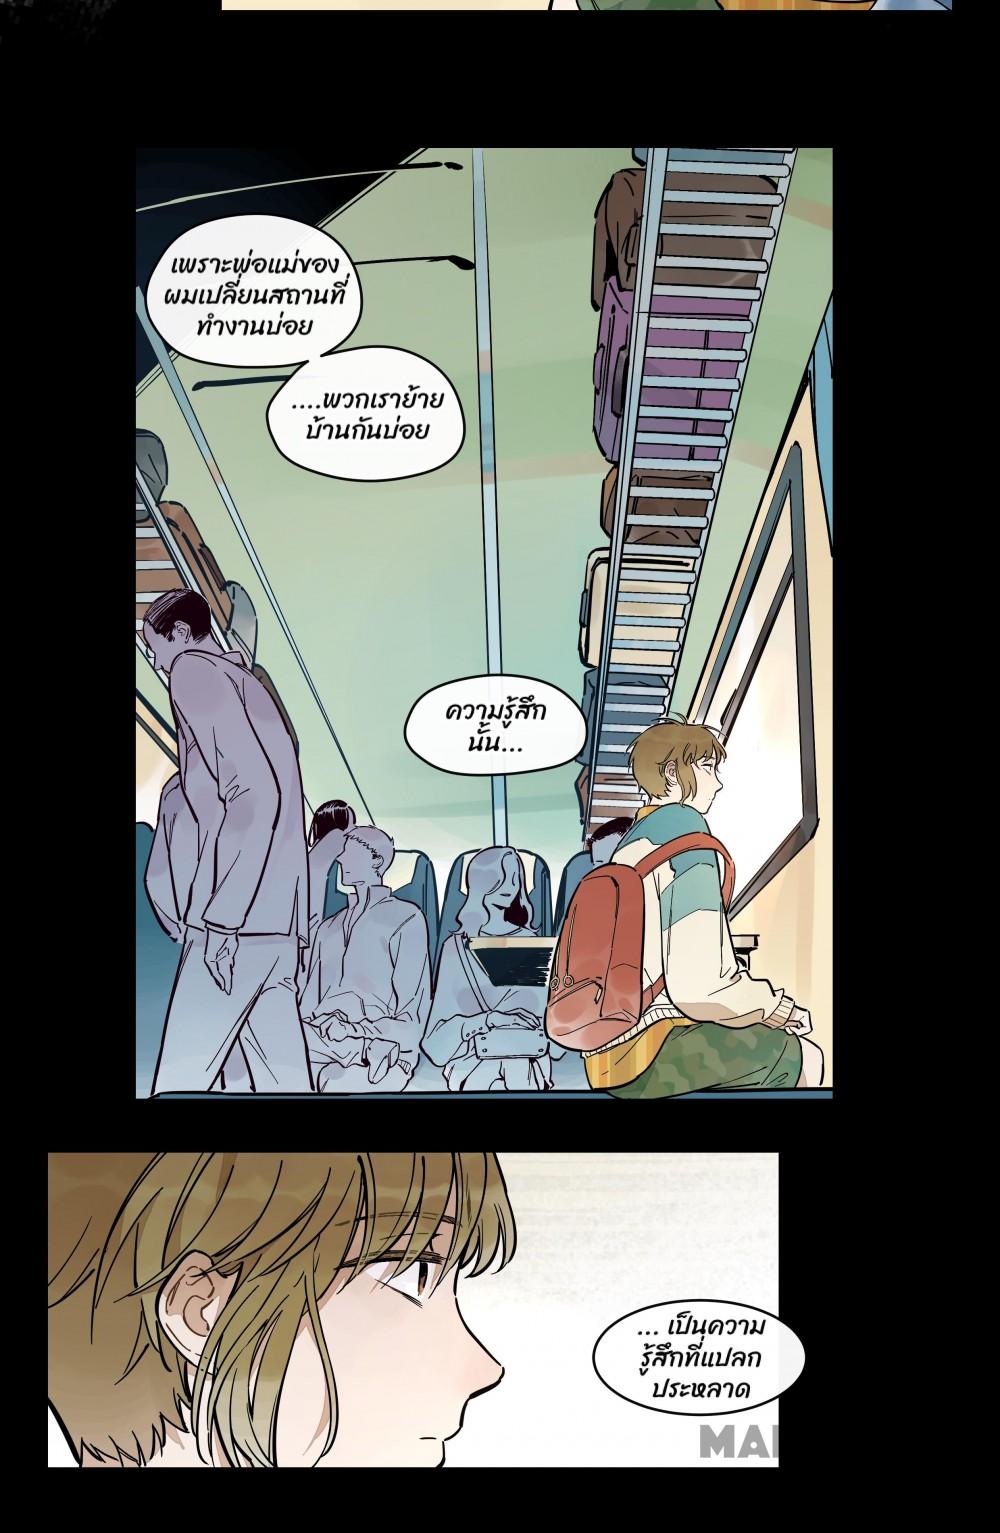 เพราะพ่อแม่ของ
ผมเปลี่ยนสถานที่
ทำงานบ่อย
....พวกเราย้าย
บ้านกันบ่อย
ความรู้สึก
นั้น...
... เป็นความ
รู้สึกที่แปลก
ประหลาด
MA